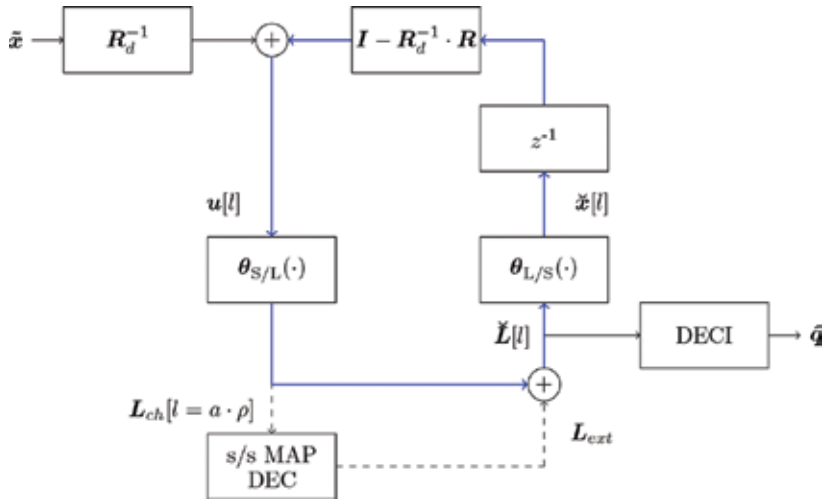 x̃ R_d^{-1} + I − R_d^{-1} · R
z^{-1}
u[l] x̆[l]
θ_{S/L}(·) θ_{L/S}(·)
L̆[l] DECI q̂
+
L_{ch}[l = a · ρ] L_{ext}
s/s MAP
DEC